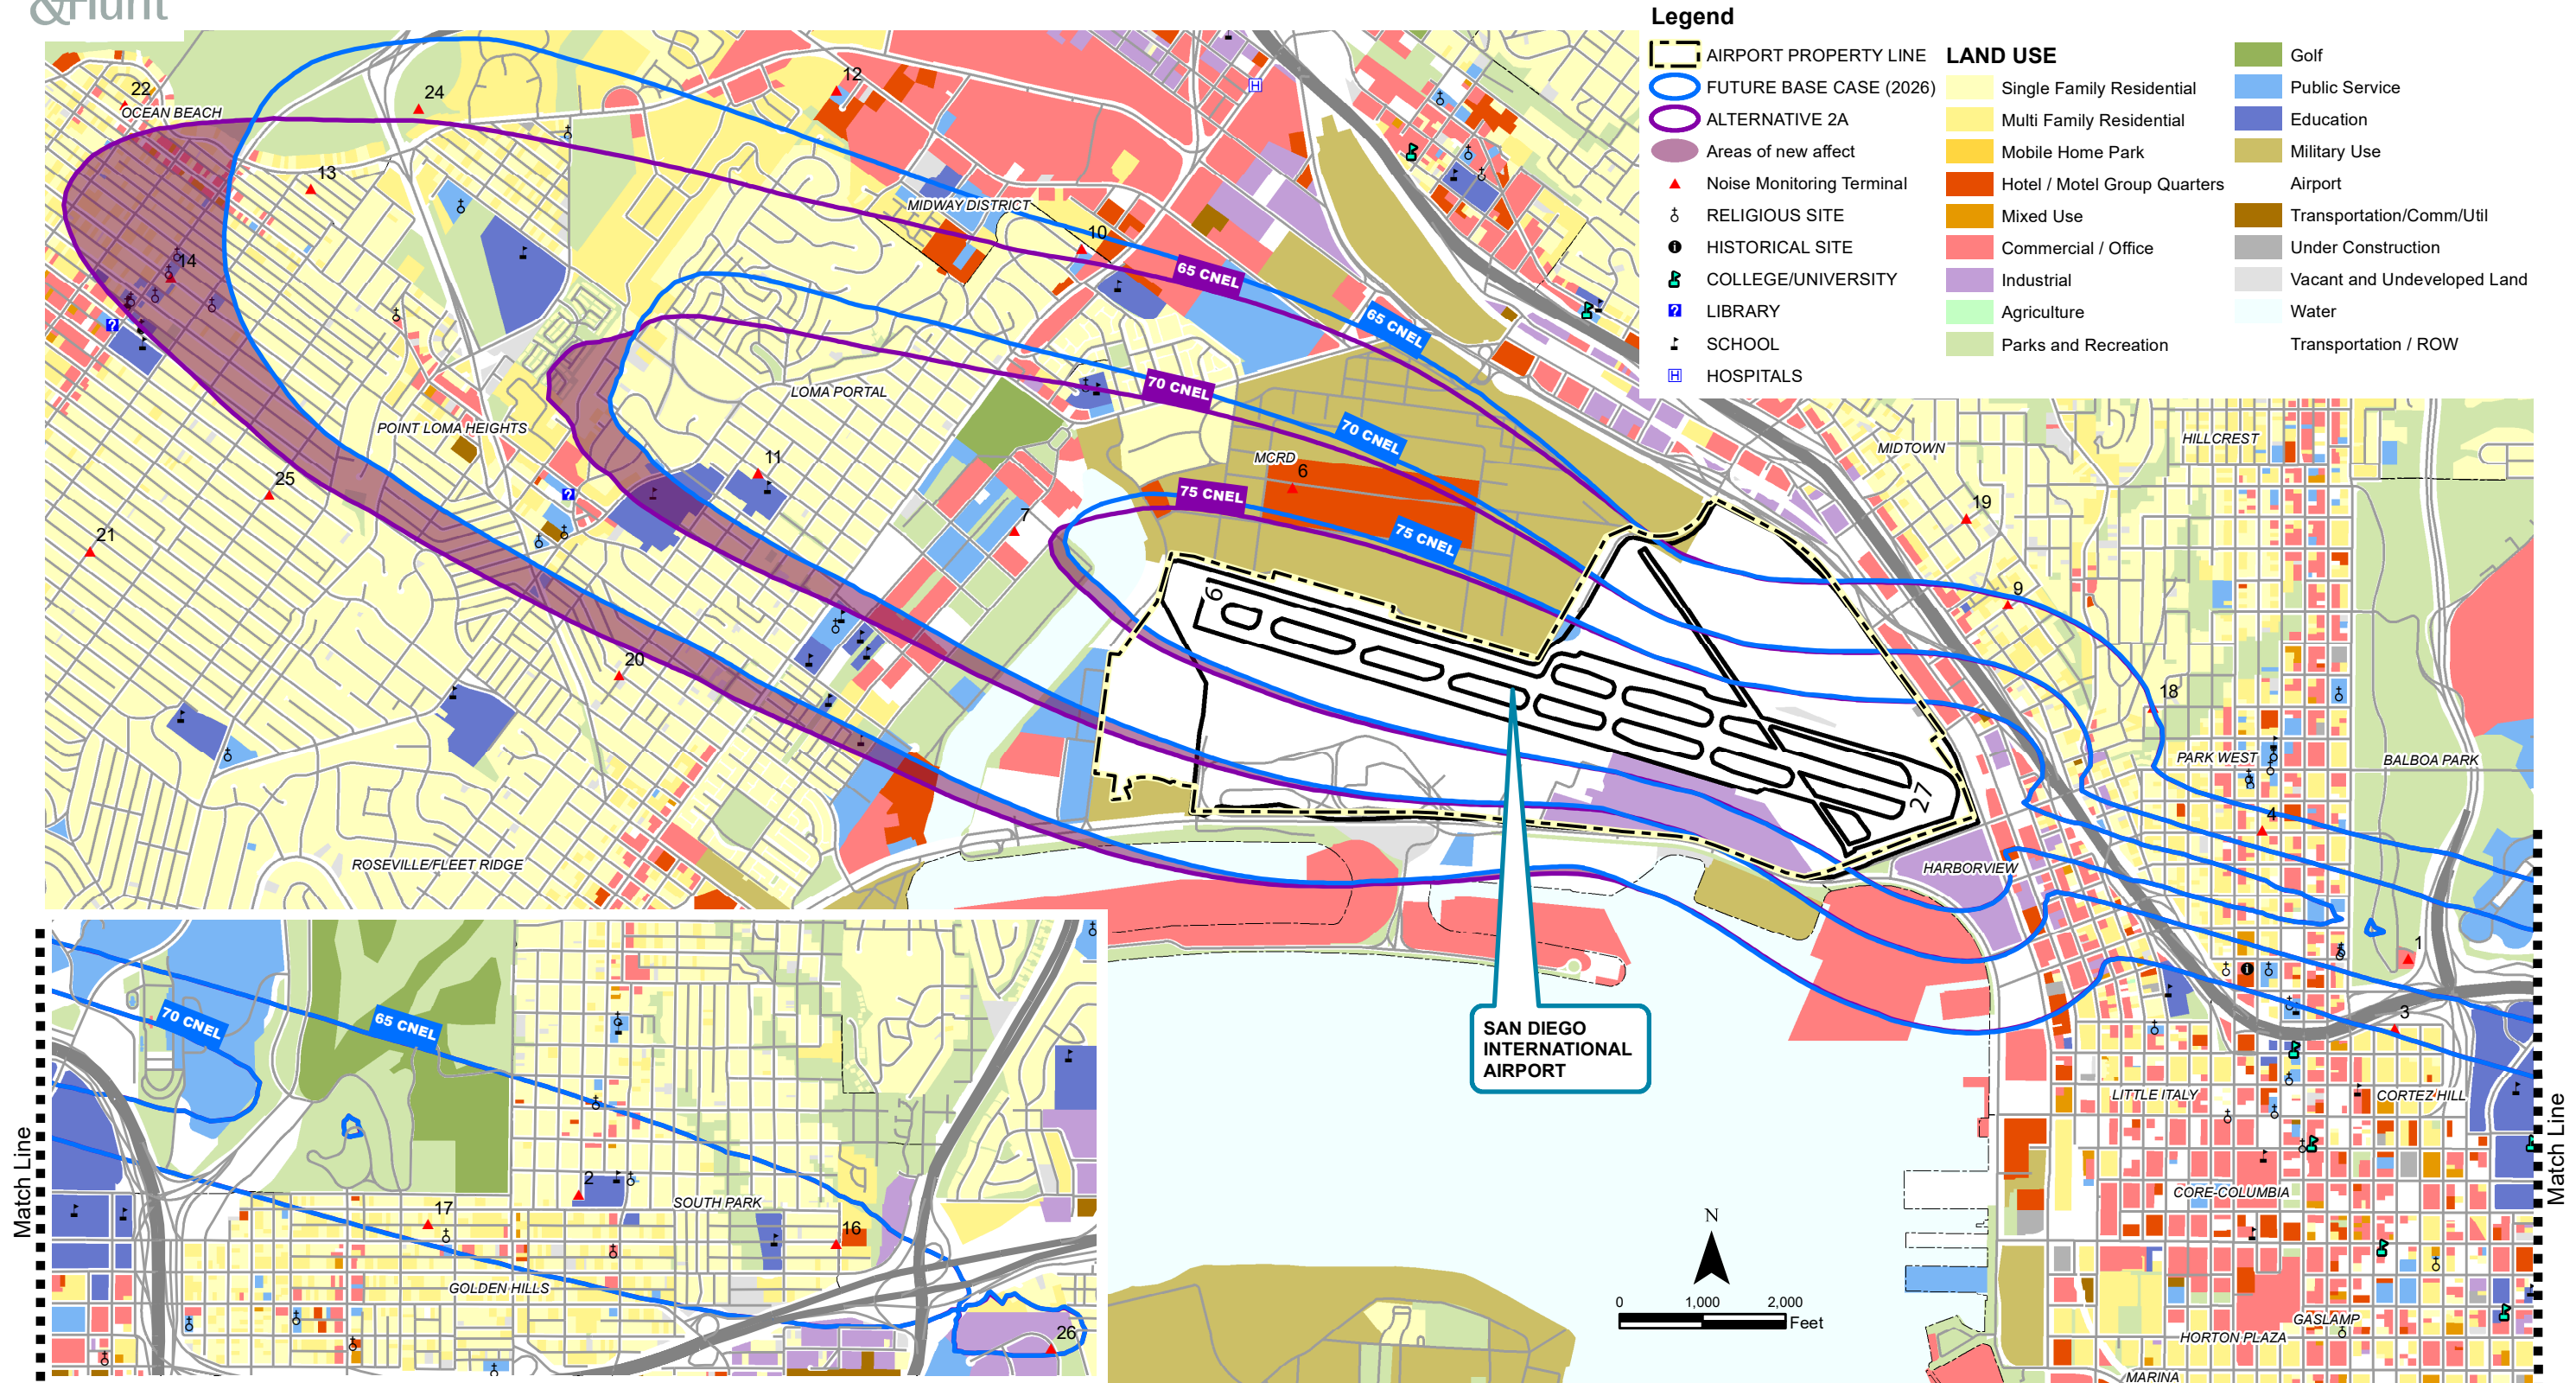 &Hunt
Legend
AIRPORT PROPERTY LINE
FUTURE BASE CASE (2026)
ALTERNATIVE 2A
Areas of new affect
Noise Monitoring Terminal
RELIGIOUS SITE
HISTORICAL SITE
COLLEGE/UNIVERSITY
LIBRARY
SCHOOL
HOSPITALS
LAND USE
Single Family Residential
Multi Family Residential
Mobile Home Park
Hotel / Motel Group Quarters
Mixed Use
Commercial / Office
Industrial
Agriculture
Parks and Recreation
Golf
Public Service
Education
Military Use
Airport
Transportation/Comm/Util
Under Construction
Vacant and Undeveloped Land
Water
Transportation / ROW
22
OCEAN BEACH
24
12
H
13
MIDWAY DISTRICT
10
14
65 CNEL
65 CNEL
70 CNEL
LOMA PORTAL
POINT LOMA HEIGHTS
70 CNEL
HILLCREST
MIDTOWN
11
MCRD
6
25
75 CNEL
75 CNEL
7
19
21
9
9
20
18
PARK WEST
BALBOA PARK
27
4
ROSEVILLE/FLEET RIDGE
HARBORVIEW
1
3
70 CNEL
65 CNEL
SAN DIEGO
INTERNATIONAL
AIRPORT
LITTLE ITALY
CORTEZ HILL
Match Line
Match Line
2
SOUTH PARK
17
16
CORE-COLUMBIA
N
GOLDEN HILLS
0 1,000 2,000
Feet
26
GASLAMP
HORTON PLAZA
MARINA